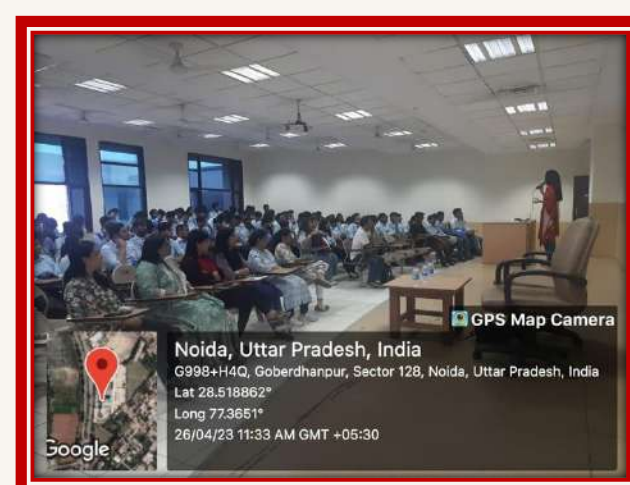 GPS Map Camera
Noida, Uttar Pradesh, India
G998+H4Q, Goberdhanpur, Sector 128, Noida, Uttar Pradesh, India
Lat 28.518862°
Long 77.3651°
26/04/23 11:33 AM GMT +05:30
Google